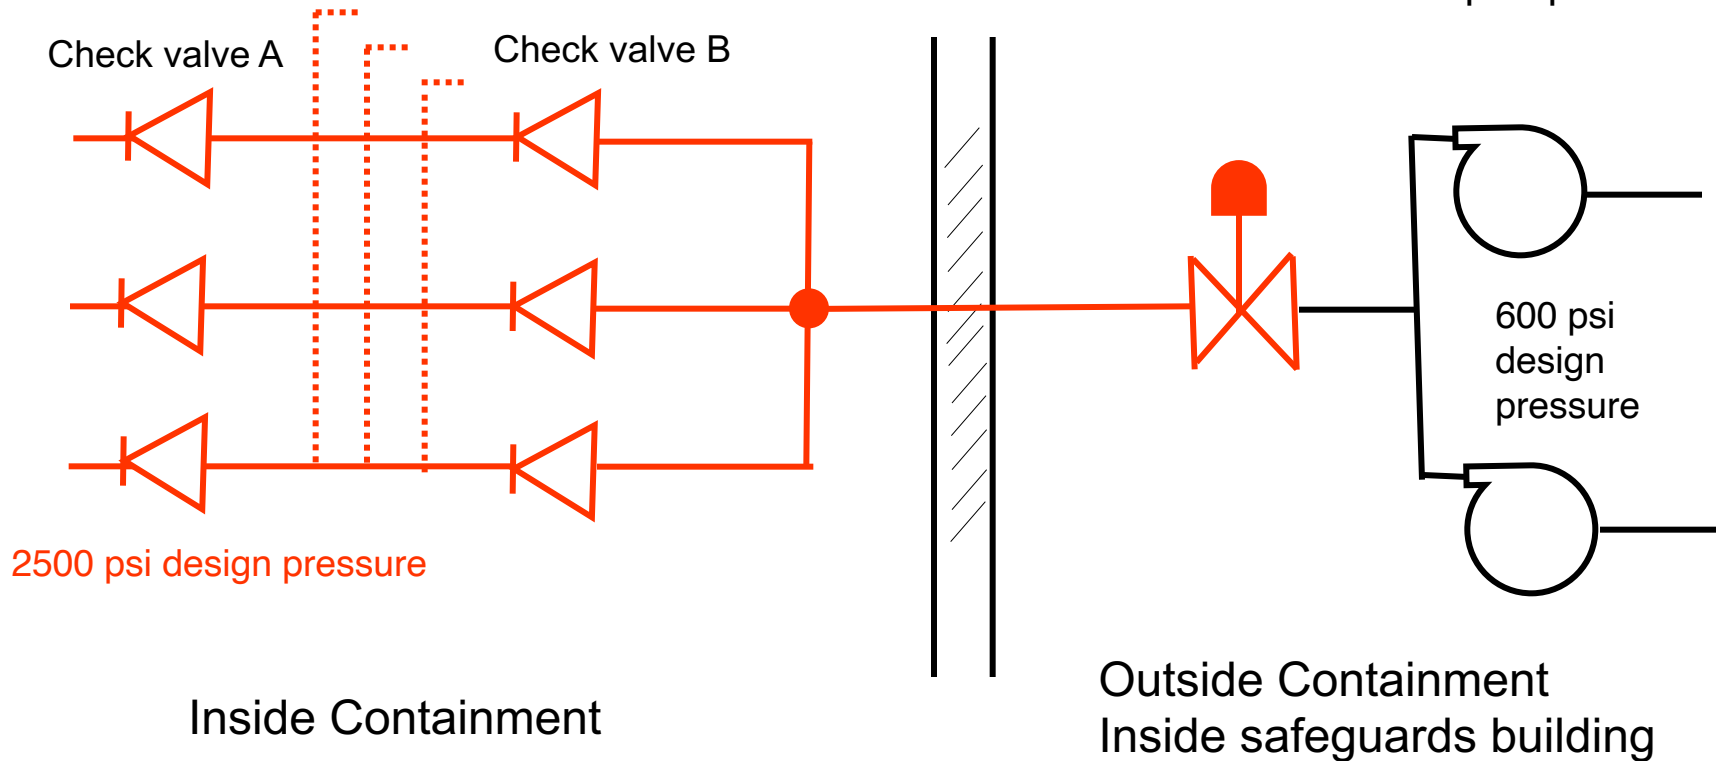 Check valve A
Check valve B
600 psi
design
pressure
2500 psi design pressure
Inside Containment
Outside Containment
Inside safeguards building